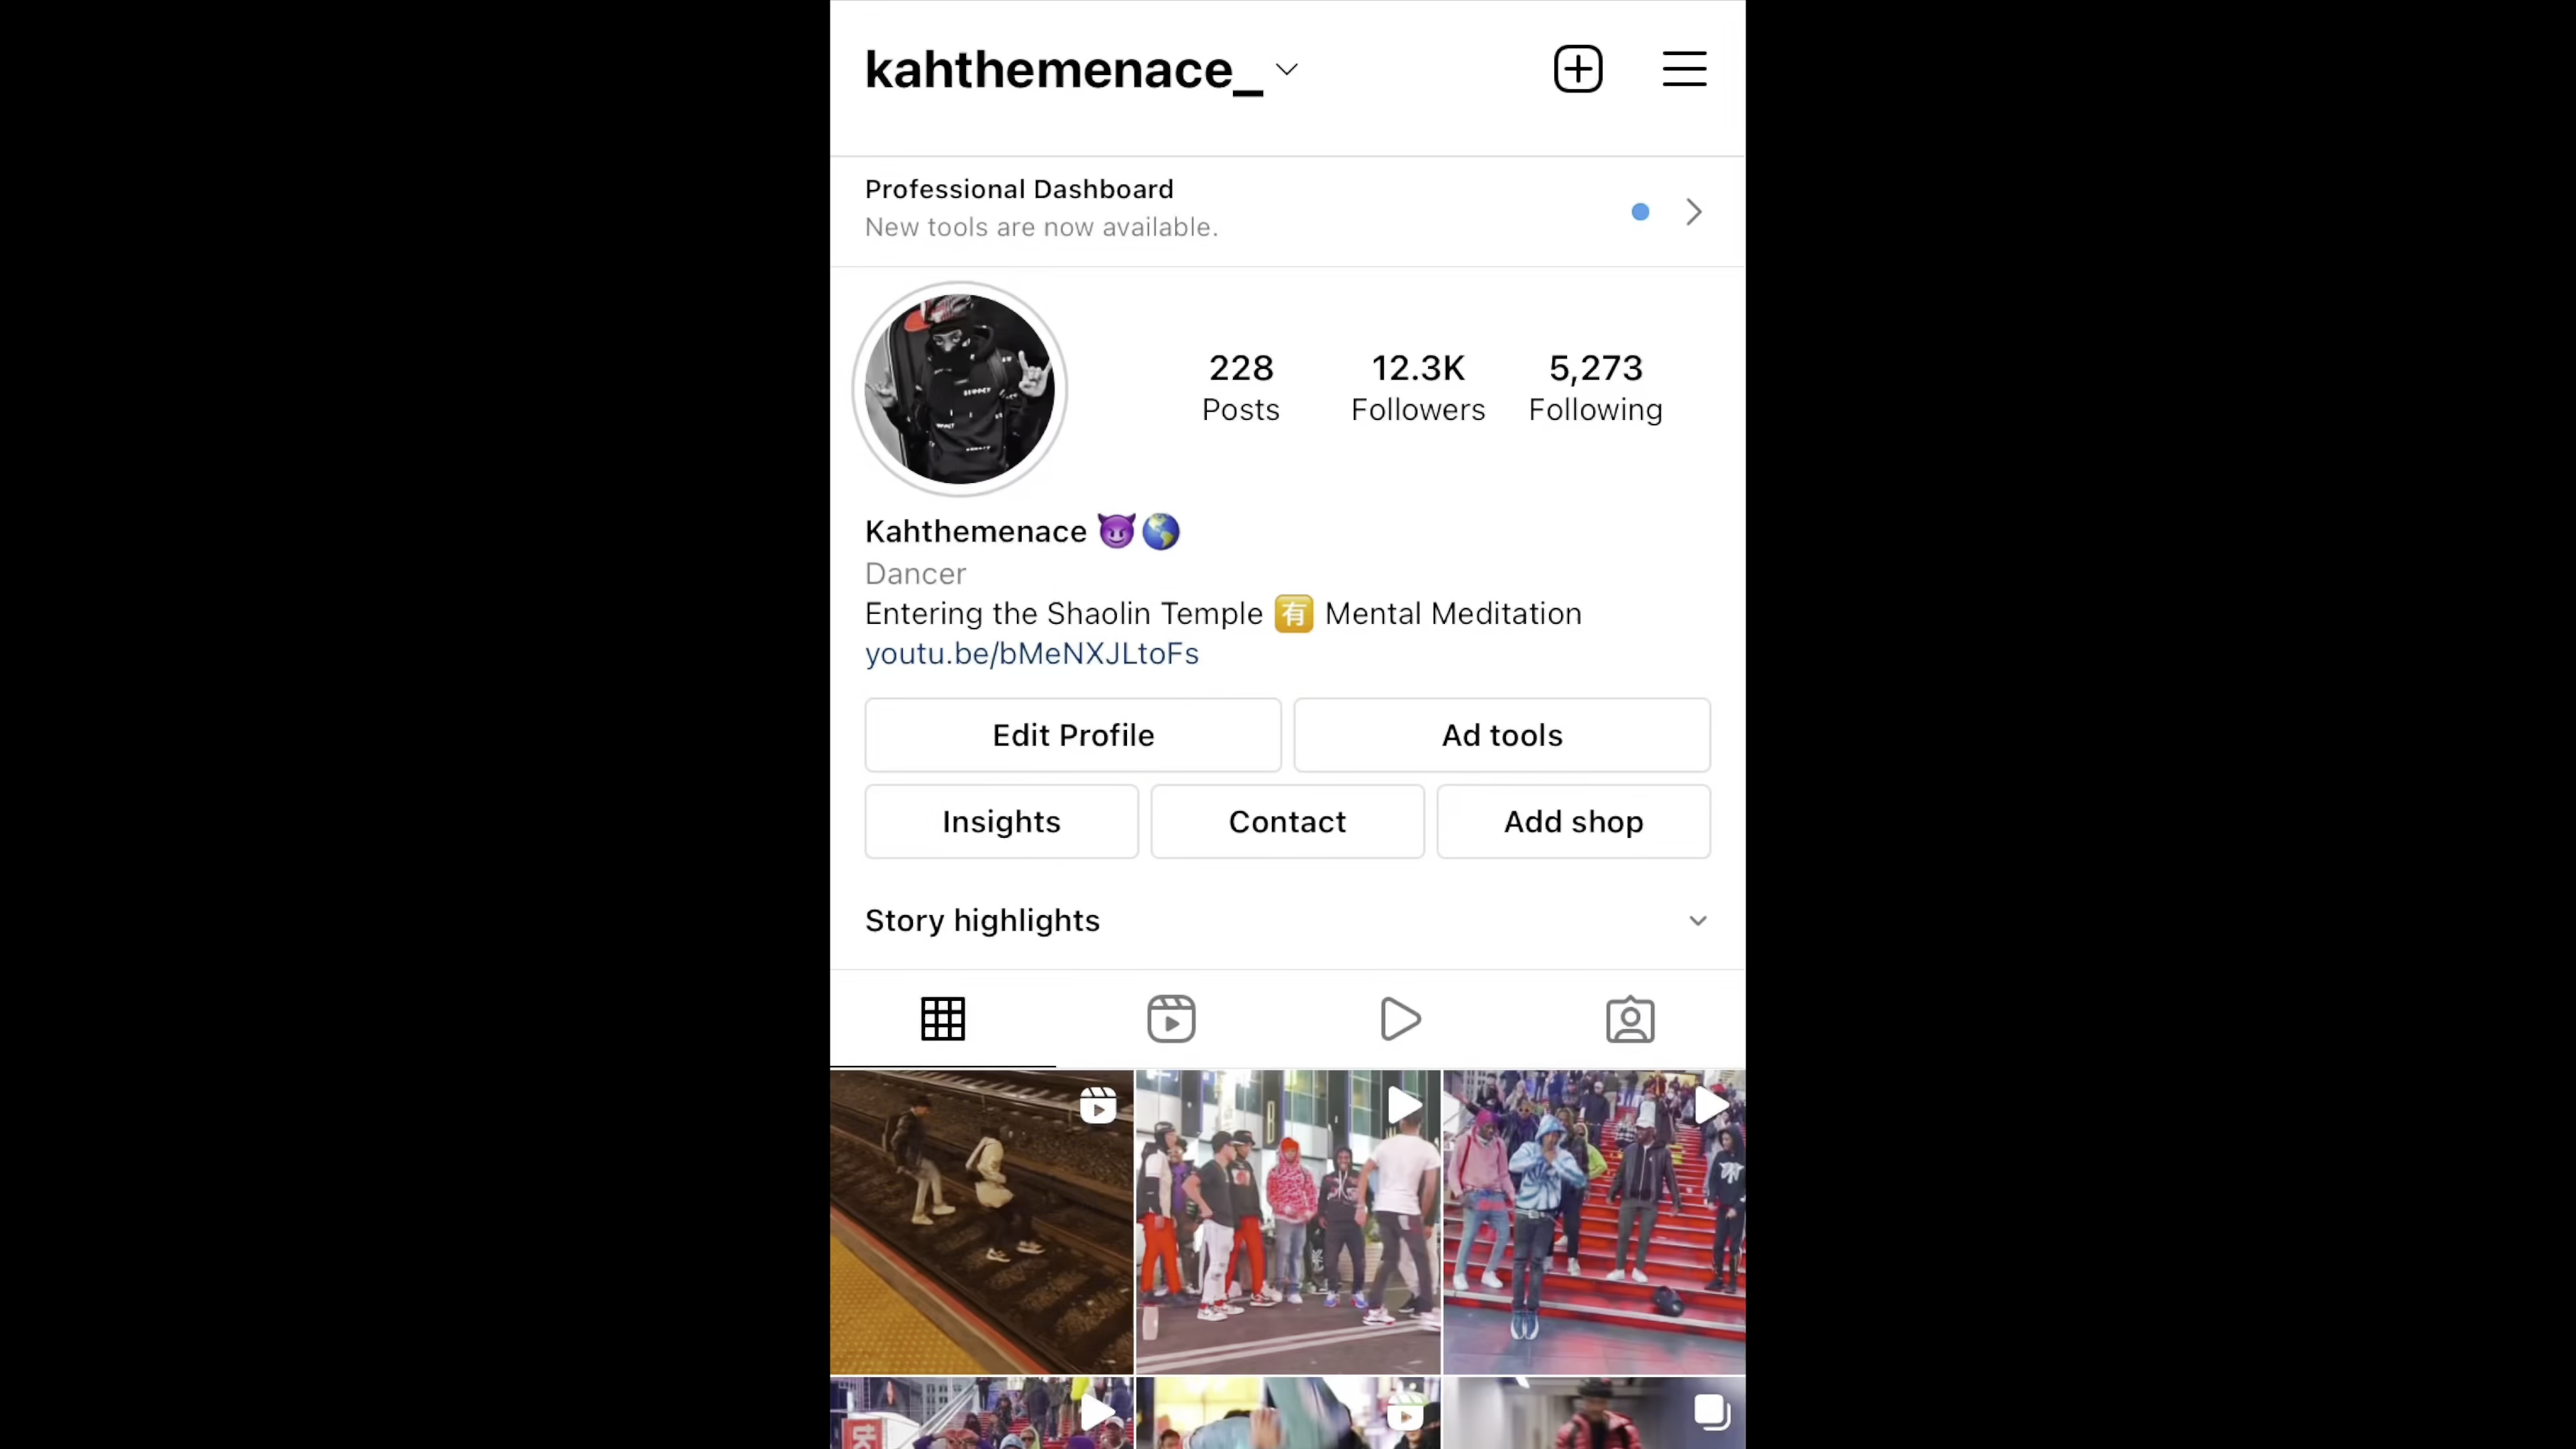 kahthemenace_
Professional Dashboard
New tools are now available.
228
Posts
12.3K
Followers
5,273
Following
Kahthemenace 😈🌎
Dancer
Entering the Shaolin Temple 🈶 Mental Meditation
youtu.be/bMeNXJLtoFs
Edit Profile
Ad tools
Insights
Contact
Add shop
Story highlights